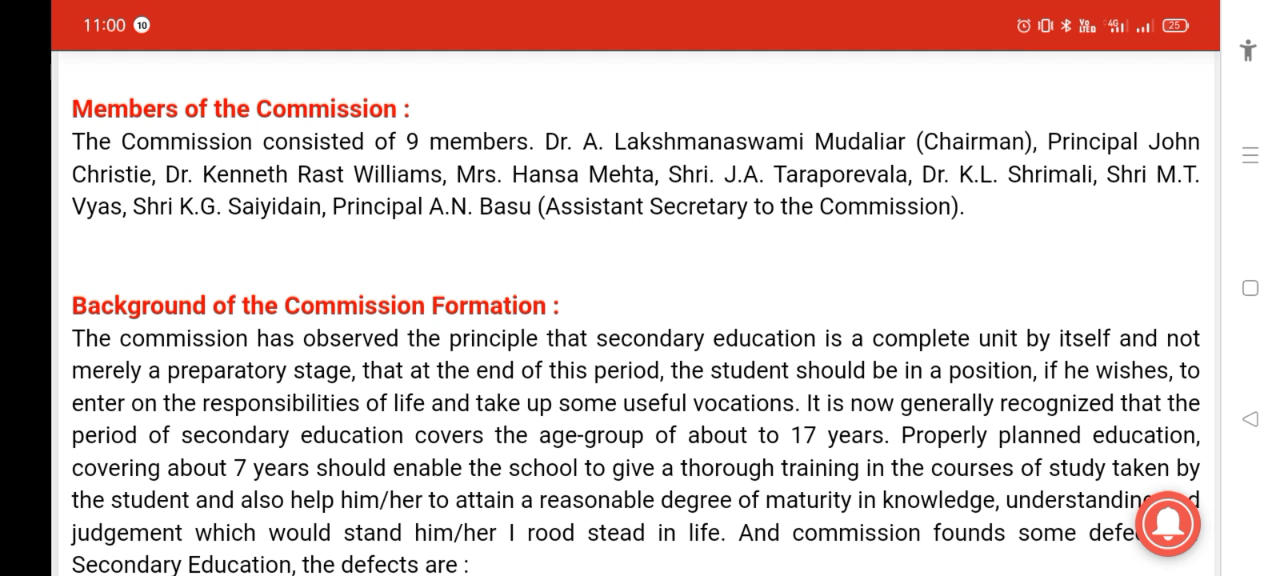 11:00 10 4G 25
Members of the Commission :
The Commission consisted of 9 members. Dr. A. Lakshmanaswami Mudaliar (Chairman), Principal John
Christie, Dr. Kenneth Rast Williams, Mrs. Hansa Mehta, Shri. J.A. Taraporevala, Dr. K.L. Shrimali, Shri M.T.
Vyas, Shri K.G. Saiyidain, Principal A.N. Basu (Assistant Secretary to the Commission).
Background of the Commission Formation :
The commission has observed the principle that secondary education is a complete unit by itself and not
merely a preparatory stage, that at the end of this period, the student should be in a position, if he wishes, to
enter on the responsibilities of life and take up some useful vocations. It is now generally recognized that the
period of secondary education covers the age-group of about to 17 years. Properly planned education,
covering about 7 years should enable the school to give a thorough training in the courses of study taken by
the student and also help him/her to attain a reasonable degree of maturity in knowledge, understanding
judgement which would stand him/her I rood stead in life. And commission founds some
Secondary Education, the defects are :